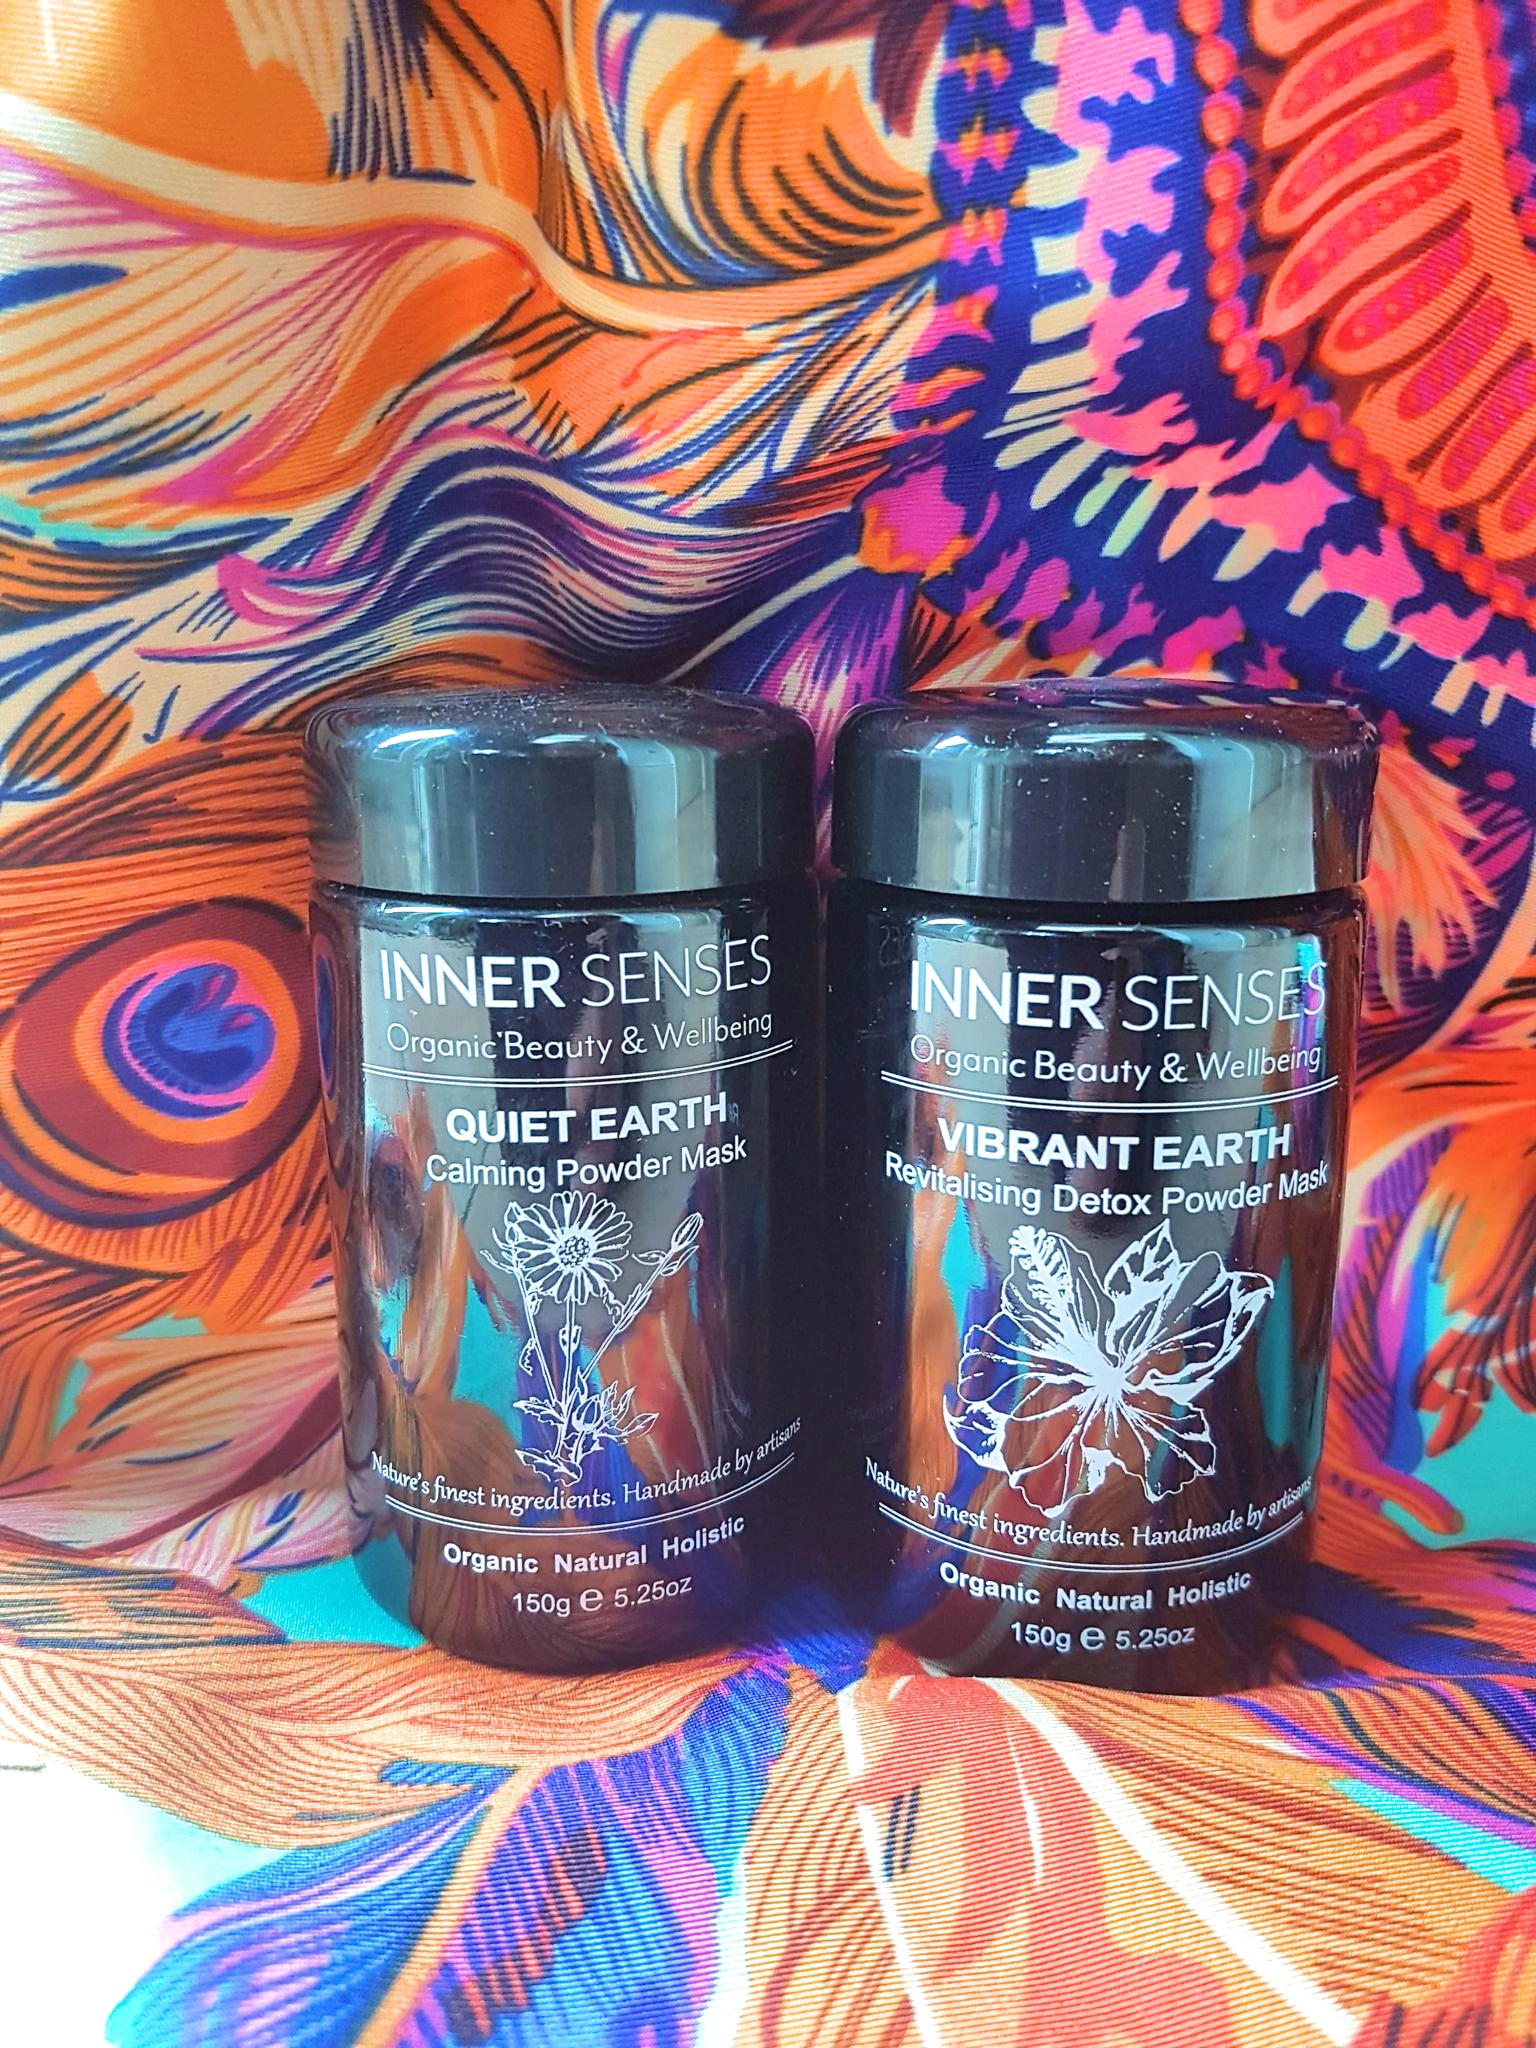 INNER SENSES
Organic Beauty & Wellbeing
QUIET EARTH
Calming Powder Mask
Nature's finest ingredients. Handmade by artisans
Organic Natural Holistic
150g ℮ 5.25oz
INNER SENSES
Organic Beauty & Wellbeing
VIBRANT EARTH
Revitalising Detox Powder Mask
Nature's finest ingredients. Handmade by artisans
Organic Natural Holistic
150g ℮ 5.25oz